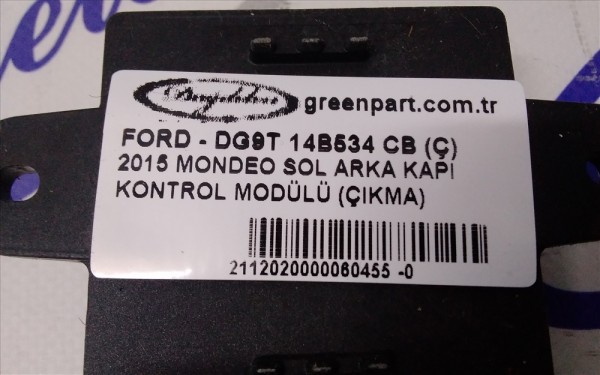 greenpart.com.tr
FORD - DG9T 14B534 CB (Ç)
2015 MONDEO SOL ARKA KAPI
KONTROL MODÜLÜ (ÇIKMA)
2112020000060455 -0